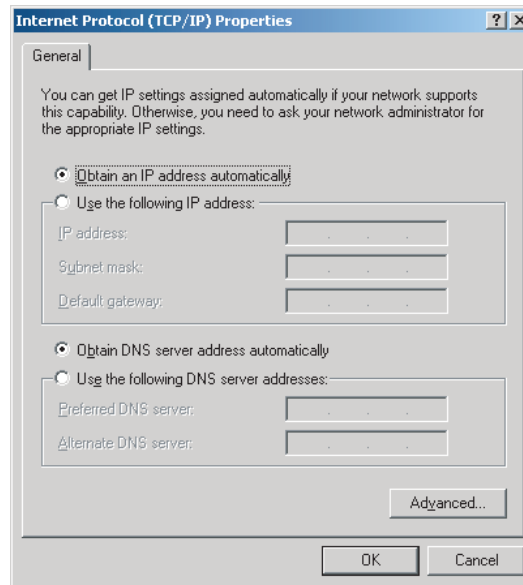 Internet Protocol (TCP/IP) Properties
General
You can get IP settings assigned automatically if your network supports
this capability. Otherwise, you need to ask your network administrator for
the appropriate IP settings.
Obtain an IP address automatically
Use the following IP address:
IP address:
Subnet mask:
Default gateway:
Obtain DNS server address automatically
Use the following DNS server addresses:
Preferred DNS server:
Alternate DNS server:
Advanced...
OK Cancel